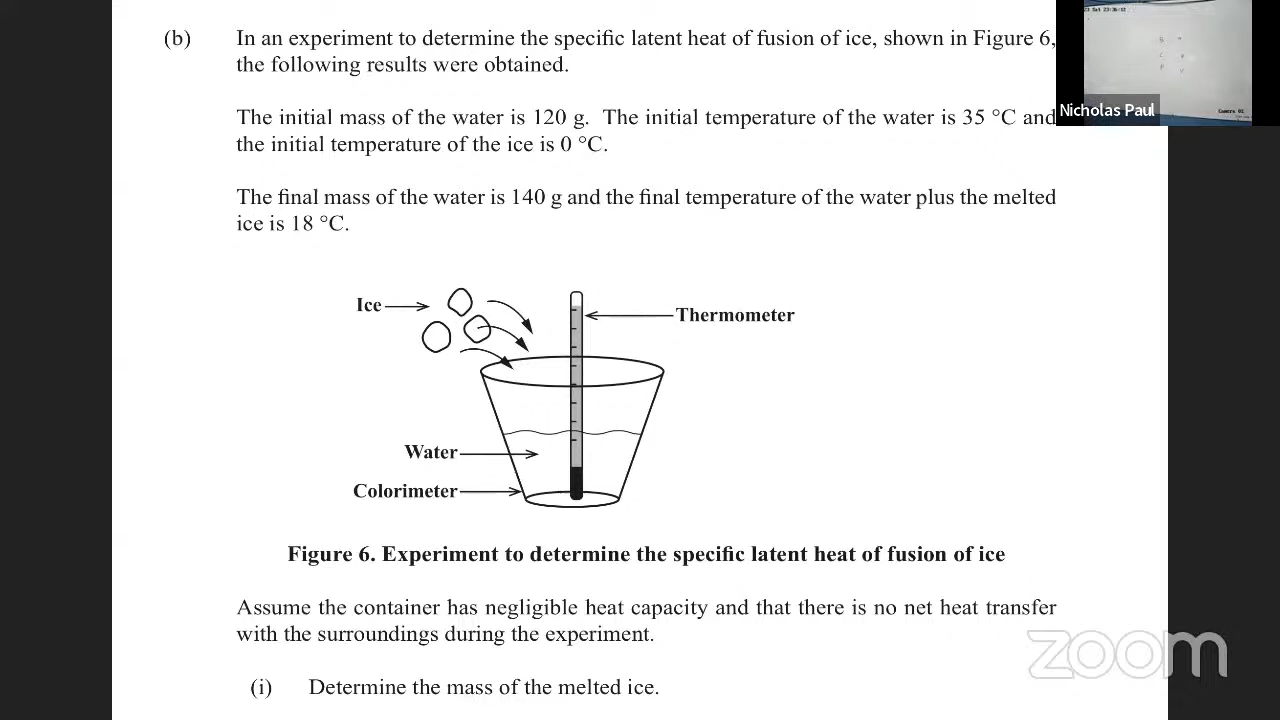 (b) In an experiment to determine the specific latent heat of fusion of ice, shown in Figure 6,
the following results were obtained.
The initial mass of the water is 120 g. The initial temperature of the water is 35 °C and
the initial temperature of the ice is 0 °C.
The final mass of the water is 140 g and the final temperature of the water plus the melted
ice is 18 °C.
Nicholas Paul
Ice
Thermometer
Water
Colorimeter
Figure 6. Experiment to determine the specific latent heat of fusion of ice
Assume the container has negligible heat capacity and that there is no net heat transfer
with the surroundings during the experiment.
zoom
(i) Determine the mass of the melted ice.